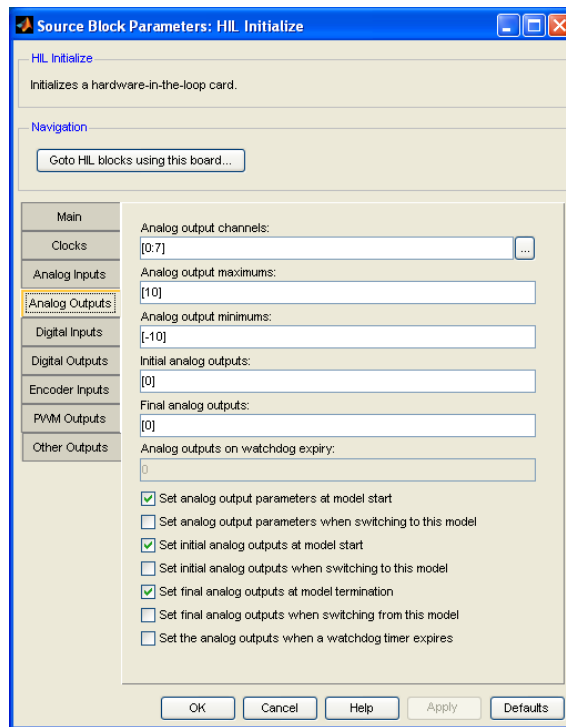 Source Block Parameters: HIL Initialize
HIL Initialize
Initializes a hardware-in-the-loop card.
Navigation
Goto HIL blocks using this board...
Main
Clocks
Analog Inputs
Analog Outputs
Digital Inputs
Digital Outputs
Encoder Inputs
PWM Outputs
Other Outputs
Analog output channels:
[0:7]
...
Analog output maximums:
[10]
Analog output minimums:
[-10]
Initial analog outputs:
[0]
Final analog outputs:
[0]
Analog outputs on watchdog expiry:
0
Set analog output parameters at model start
Set analog output parameters when switching to this model
Set initial analog outputs at model start
Set initial analog outputs when switching to this model
Set final analog outputs at model termination
Set final analog outputs when switching from this model
Set the analog outputs when a watchdog timer expires
OK
Cancel
Help
Apply
Defaults